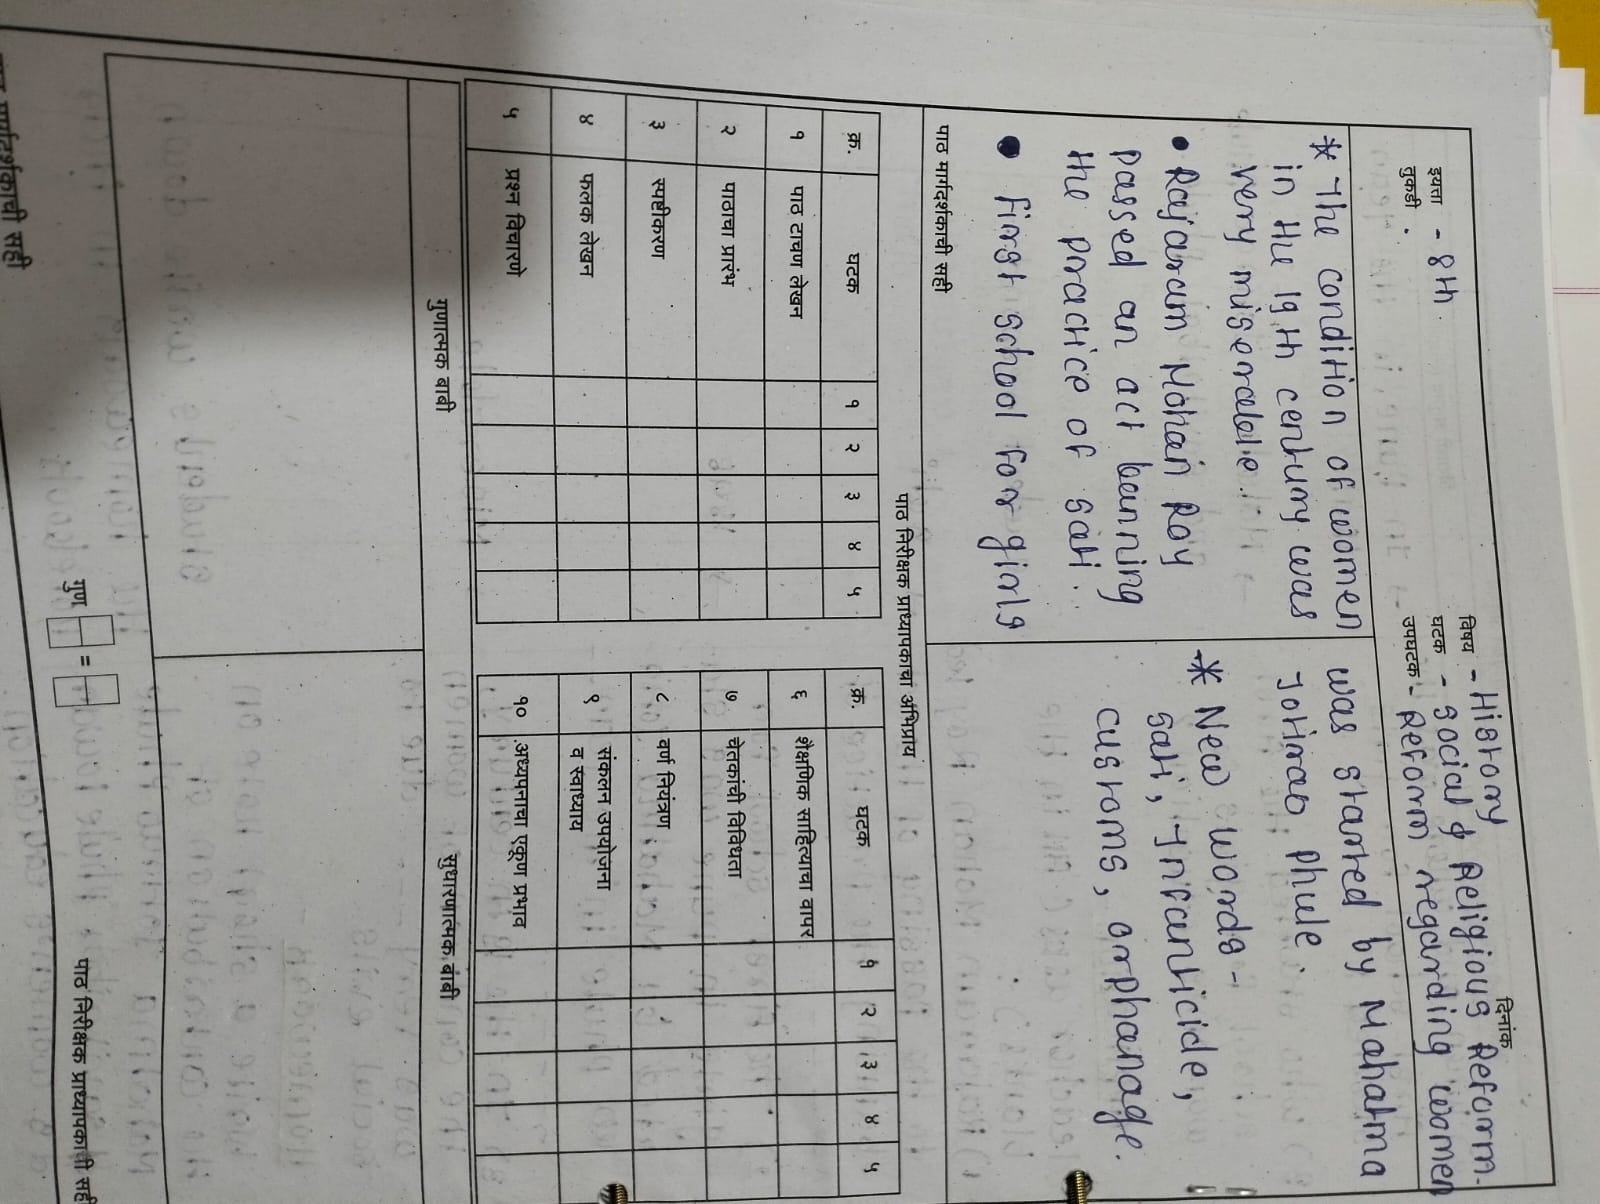 दिनांक
इयत्ता - 8th
तुकडी :
विषय - History
घटक - social & Religious Reform.
उपघटक - Reform regarding women
* The condition of women
in the 19th century was
very miserable.
• Rajaram Mohan Roy
passed an act banning
the practice of sati.
• First school for girls
was started by Mahatma
Jotirao Phule.
* New words -
sati, Infanticide,
customs, orphanage.
पाठ मार्गदर्शकाची सही
पाठ निरीक्षक प्राध्यापकाचा अभिप्राय
क्र. घटक १ २ ३ ४ ५
१ पाठ टाचण लेखन
२ पाठाचा प्रारंभ
३ स्पष्टीकरण
४ फलक लेखन
५ प्रश्न विचारणे
क्र. घटक १ २ ३ ४ ५
६ शैक्षणिक साहित्याचा वापर
७ चेतकांची विविधता
८ वर्ग नियंत्रण
९ संकलन उपयोजना
व स्वाध्याय
१० अध्यापनाचा एकूण प्रभाव
गुणात्मक बाबी
सुधारणात्मक बाबी
गुण =
मार्गदर्शकाची सही
पाठ निरीक्षक प्राध्यापकाची सही